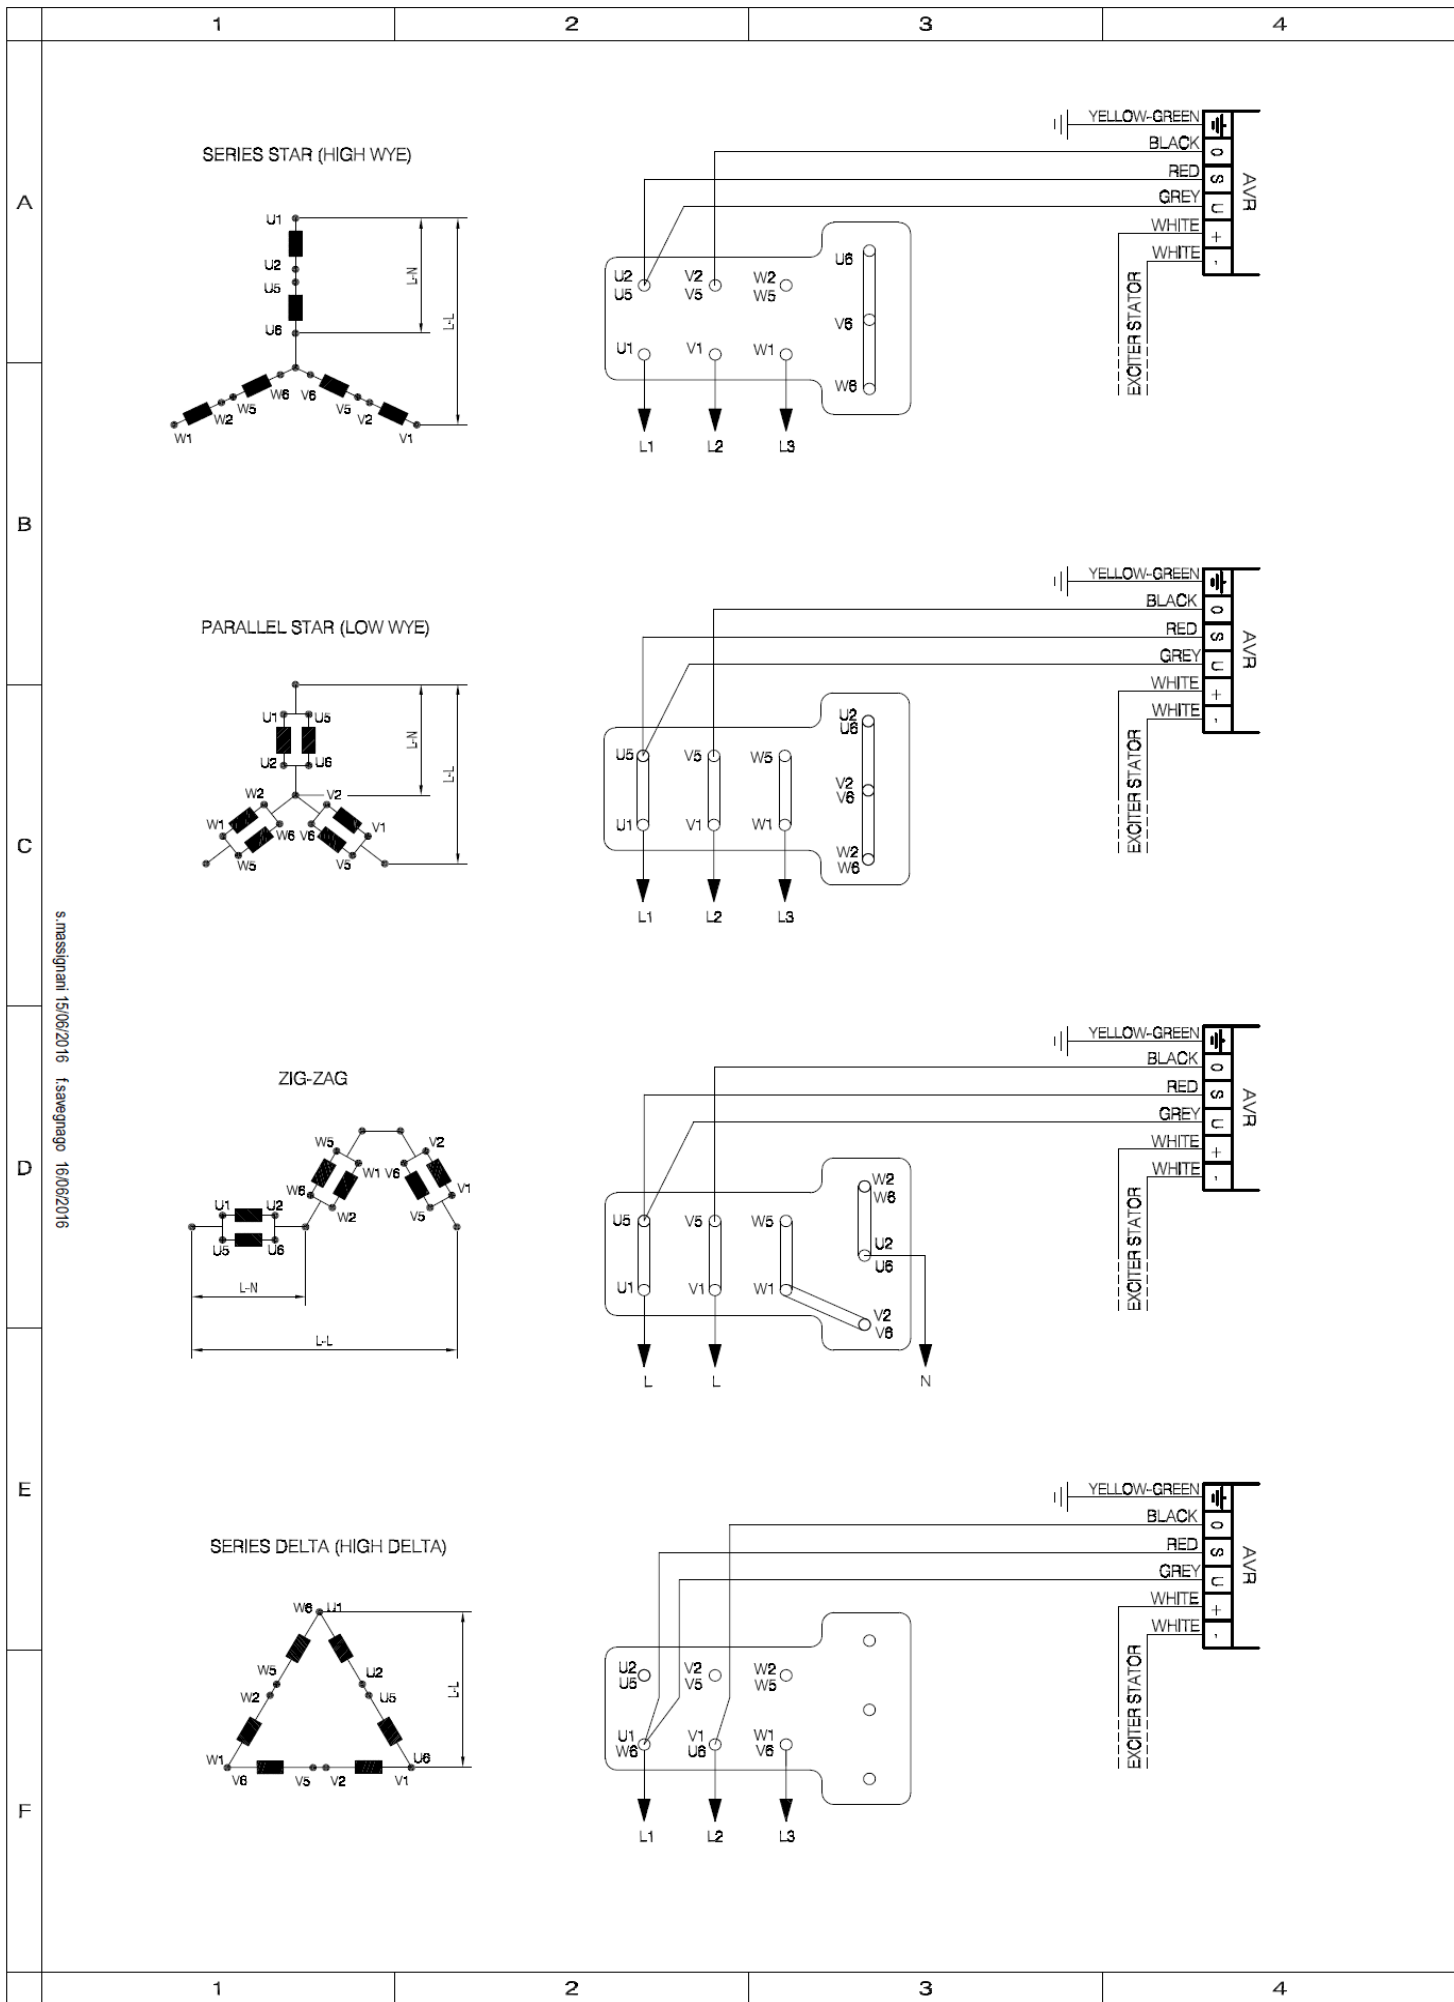 1 2 3 4
A
B
C
D
E
F
s.massignani 15/06/2016 f.savegnago 16/06/2016
SERIES STAR (HIGH WYE)
U1
U2
U5
U6
W6 V6
W5 V5
W2 V2
W1 V1
L-N
L-L
U2 V2 W2
U5 V5 W5
U1 V1 W1
U6
V6
W6
L1 L2 L3
YELLOW-GREEN
BLACK O
RED S
GREY U
WHITE +
WHITE -
AVR
EXCITER STATOR
PARALLEL STAR (LOW WYE)
U1 U5
U2 U6
W2 V2
W1 W6 V6 V1
W5 V5
L-N
L-L
U5 V5 W5
U1 V1 W1
U2
U6
V2
V6
W2
W6
L1 L2 L3
YELLOW-GREEN
BLACK O
RED S
GREY U
WHITE +
WHITE -
AVR
EXCITER STATOR
ZIG-ZAG
W5 V2
W1 V6
W6 V1
U1 U2 W2 V5
U5 U6
L-N
L-L
U5 V5 W5
U1 V1 W1
W2
W6
U2
U6
V2
V6
L L N
YELLOW-GREEN
BLACK O
RED S
GREY U
WHITE +
WHITE -
AVR
EXCITER STATOR
SERIES DELTA (HIGH DELTA)
W6 U1
W5 U2
W2 U5
W1 U6
V6 V5 V2 V1
L-L
U2 V2 W2
U5 V5 W5
U1 V1 W1
W6 U6 V6
L1 L2 L3
YELLOW-GREEN
BLACK O
RED S
GREY U
WHITE +
WHITE -
AVR
EXCITER STATOR
1 2 3 4